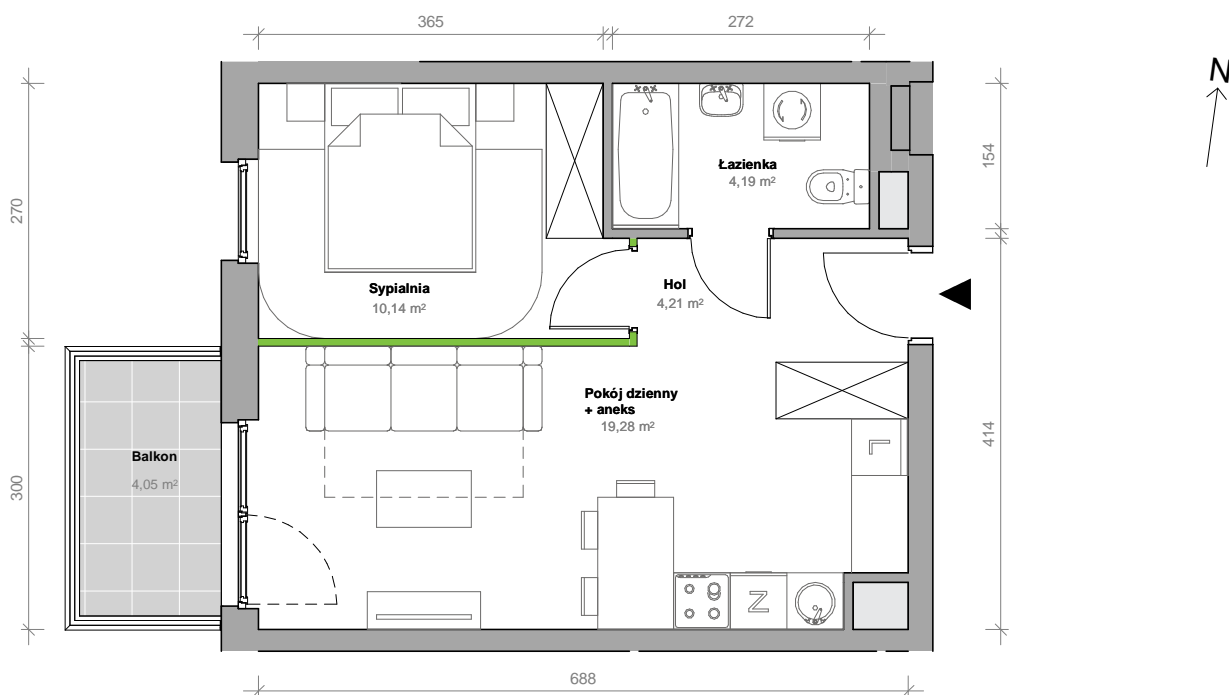 365
272
N
270
154
Łazienka
4,19 m²
Sypialnia
10,14 m²
Hol
4,21 m²
Pokój dzienny
+ aneks
19,28 m²
414
L
Balkon
4,05 m²
300
Z
688